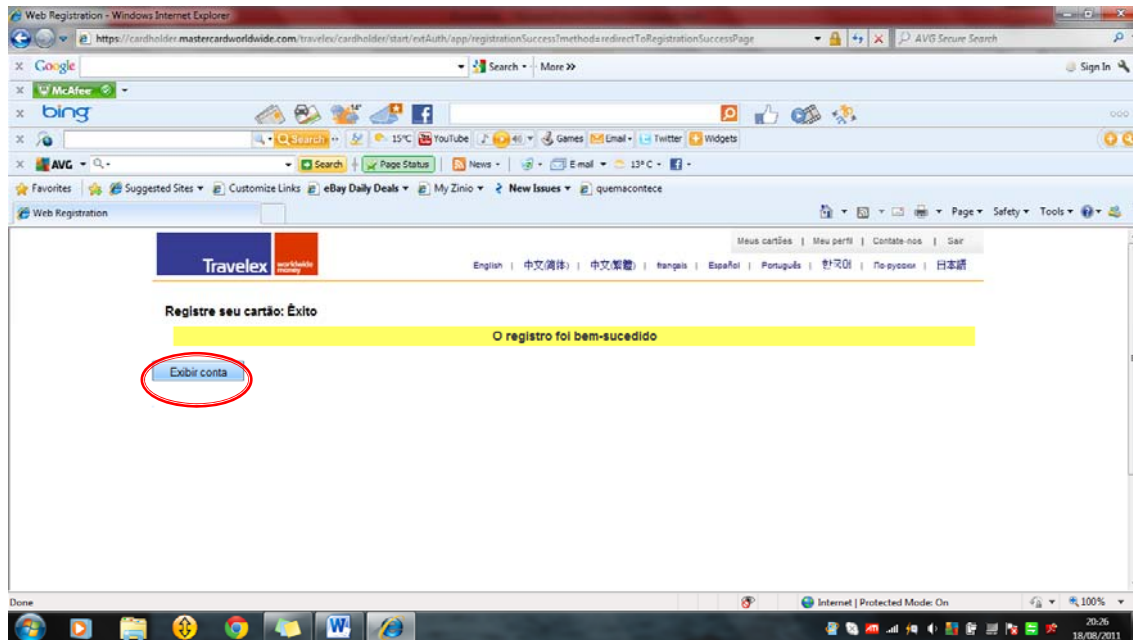 Web Registration - Windows Internet Explorer
https://cardholder.mastercardworldwide.com/travelex/cardholder/start/extAuth/app/registrationSuccess?method=redirectToRegistrationSuccessPage AVG Secure Search
x Google Search More >> Sign In
x McAfee
x bing 14°
x Search 15°C YouTube 41 Games Email Twitter Widgets
x AVG Search Page Status News E-mail 13°C
Favorites Suggested Sites Customize Links eBay Daily Deals My Zinio New Issues quemacontece
Web Registration Page Safety Tools
Meus cartões | Meu perfil | Contate-nos | Sair
Travelex worldwide money English | 中文(简体) | 中文(繁體) | français | Español | Português | 한국어 | По-русски | 日本語
Registre seu cartão: Êxito
O registro foi bem-sucedido
Exibir conta
Done Internet | Protected Mode: On 100%
20:26
18/08/2011